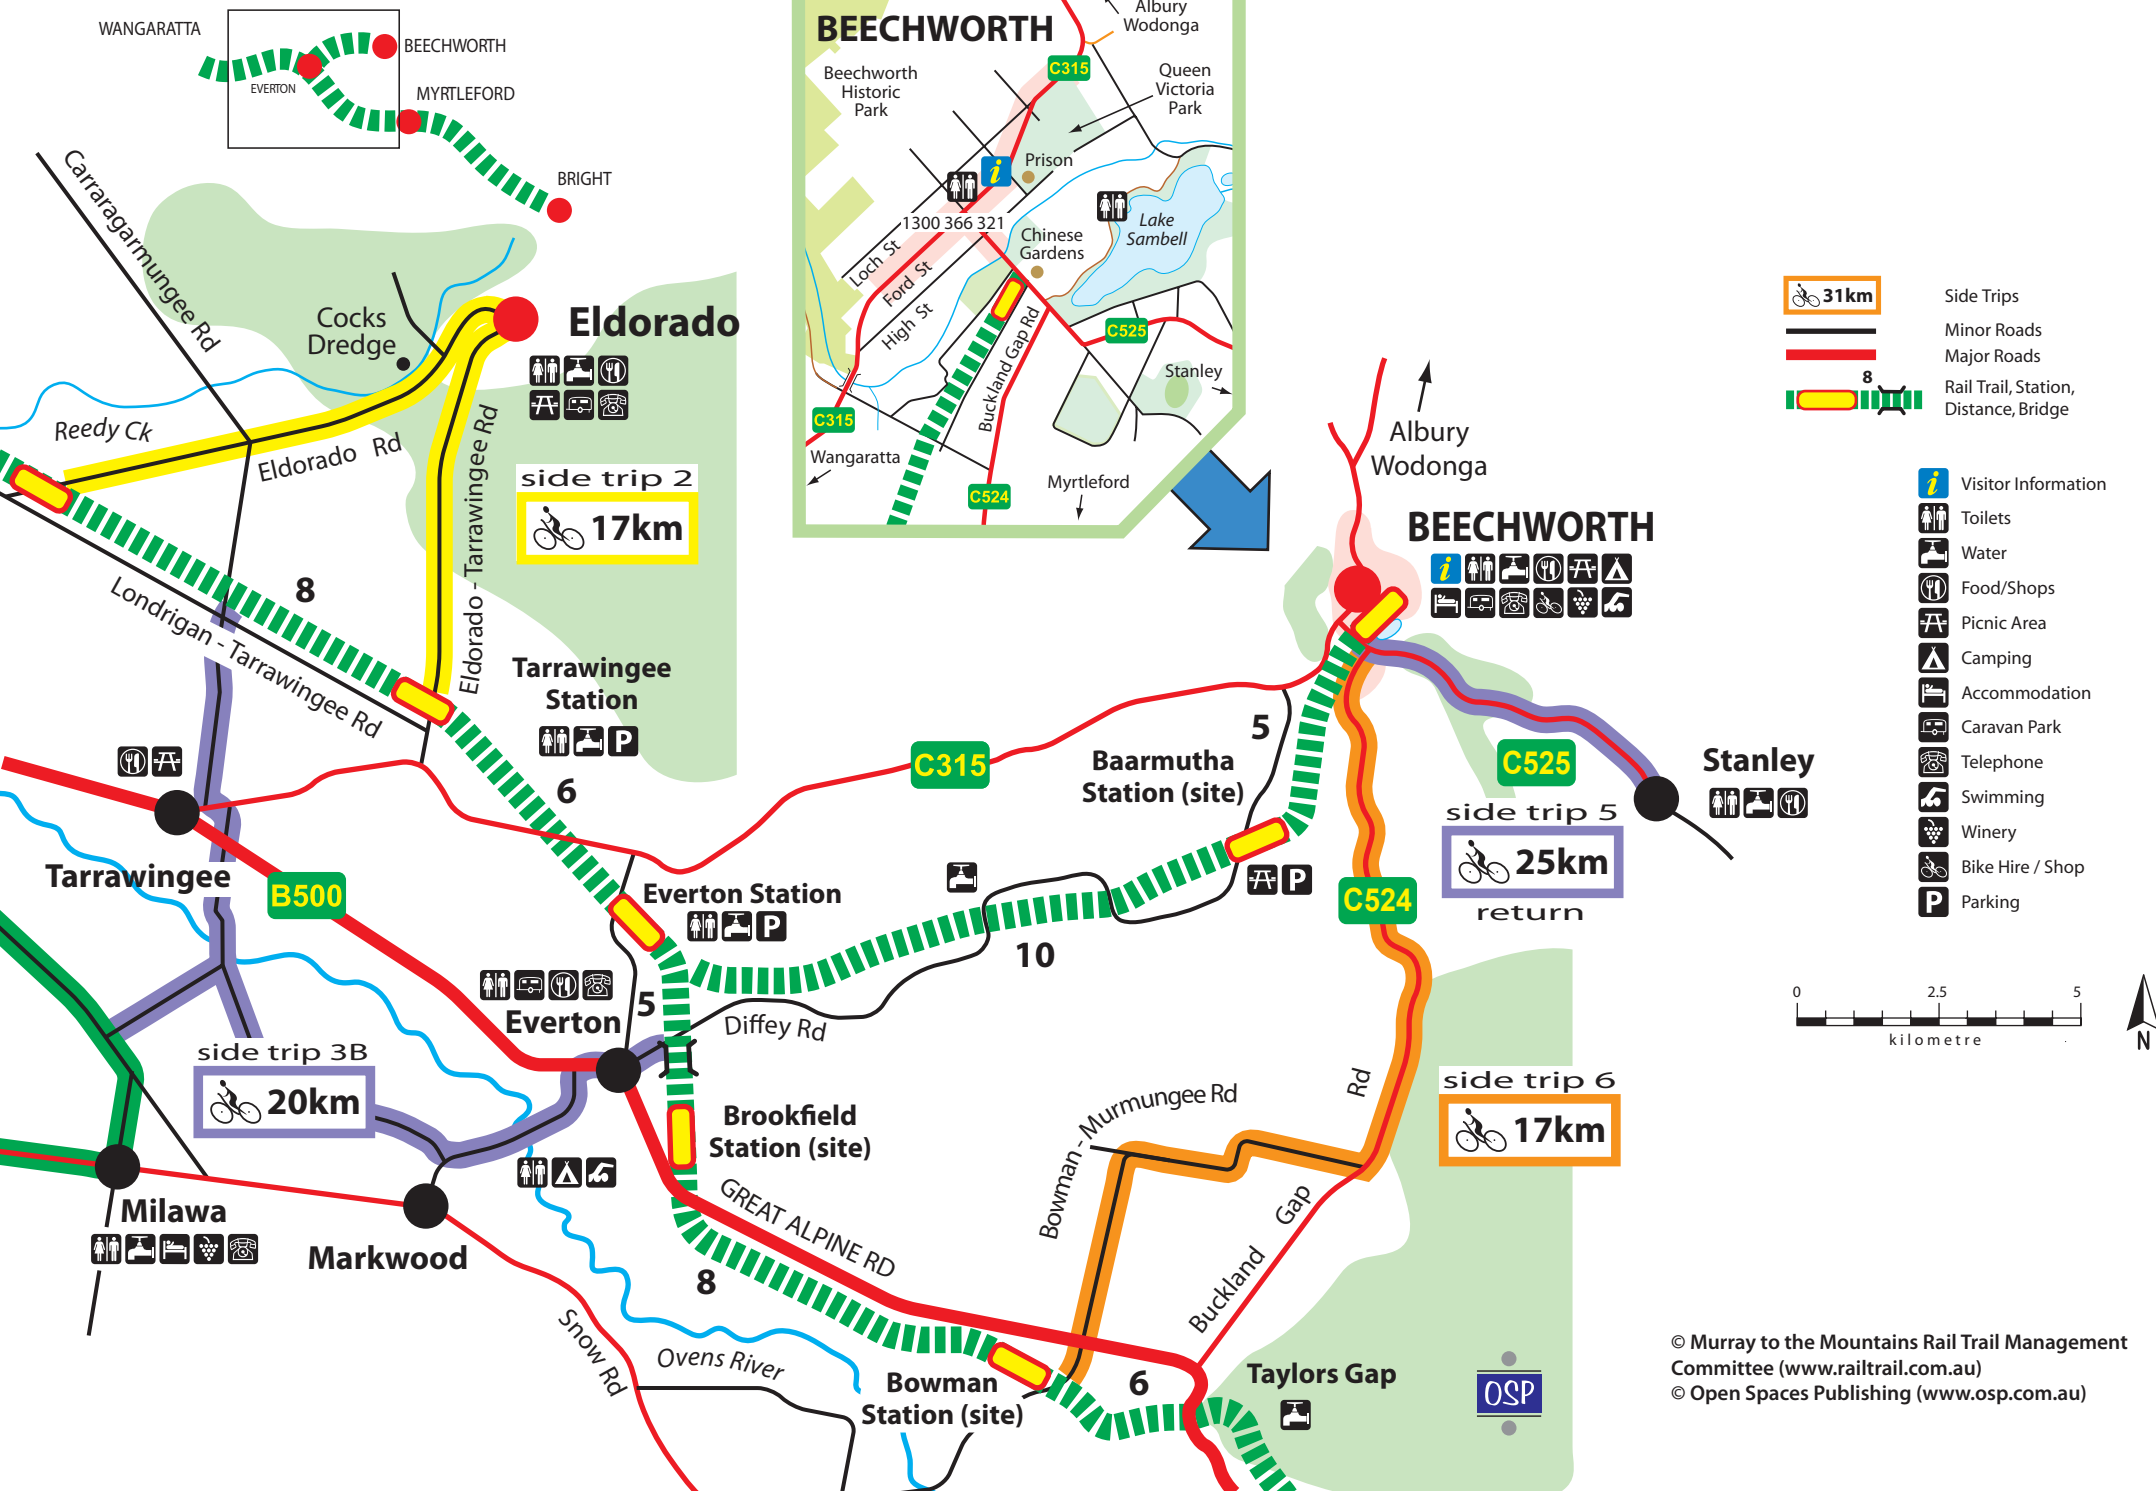 WANGARATTA
BEECHWORTH
EVERTON
MYRTLEFORD
BRIGHT
BEECHWORTH
Albury
Wodonga
C315
Beechworth
Historic
Park
Queen
Victoria
Park
i
Prison
1300 366 321
Chinese
Gardens
Lake
Sambell
Loch St
Ford St
High St
Buckland Gap Rd
C525
Stanley
C315
Wangaratta
C524
Myrtleford
Carraragarmungee Rd
Cocks
Dredge
Eldorado
Reedy Ck
Eldorado Rd
Eldorado - Tarrawingee Rd
side trip 2
17km
8
Londrigan - Tarrawingee Rd
Tarrawingee
Station
P
6
Tarrawingee
B500
C315
Albury
Wodonga
BEECHWORTH
i
5
Baarmutha
Station (site)
P
C525
Stanley
side trip 5
25km
return
C524
Everton Station
P
10
Everton
5
Diffey Rd
side trip 3B
20km
Brookfield
Station (site)
Milawa
Markwood
GREAT ALPINE RD
8
Snow Rd
Ovens River
Bowman
Station (site)
Bowman - Murmungee Rd
Buckland Gap Rd
side trip 6
17km
6
Taylors Gap
OSP
31km
Side Trips
Minor Roads
Major Roads
8
Rail Trail, Station,
Distance, Bridge
i
Visitor Information
Toilets
Water
Food/Shops
Picnic Area
Camping
Accommodation
Caravan Park
Telephone
Swimming
Winery
Bike Hire / Shop
P
Parking
0 2.5 5
kilometre
N
© Murray to the Mountains Rail Trail Management
Committee (www.railtrail.com.au)
© Open Spaces Publishing (www.osp.com.au)